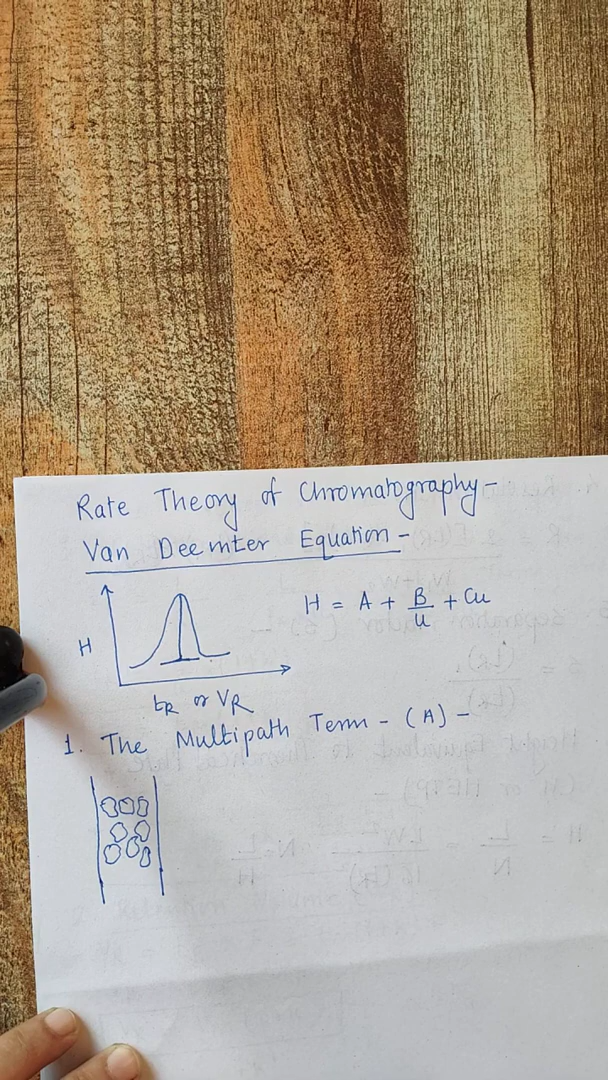 Rate Theory of Chromatography -
Van Deemter Equation -
H = A + B/u + Cu
H
tR or VR
1. The Multipath Term - (A) -